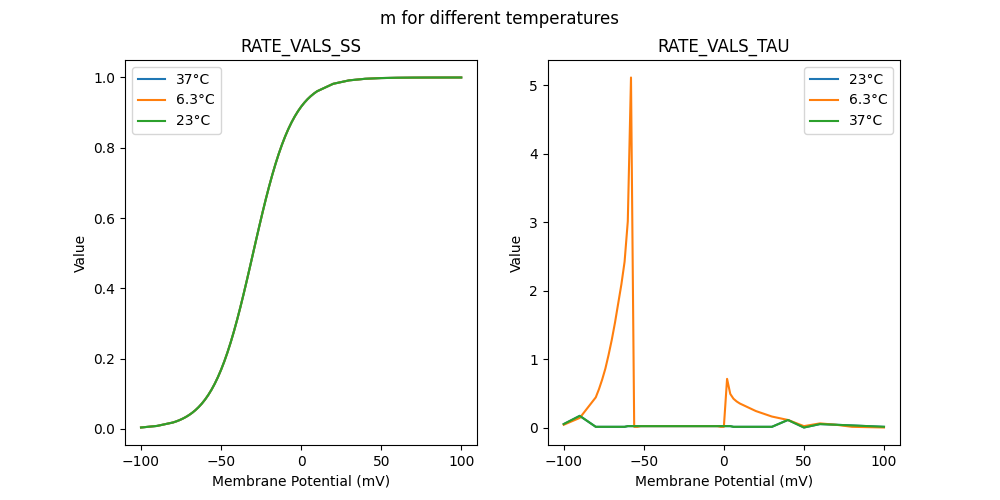 m for different temperatures
RATE_VALS_SS
37°C
6.3°C
23°C
1.0
0.8
0.6
0.4
0.2
0.0
Value
−100
−50
0
50
100
Membrane Potential (mV)
RATE_VALS_TAU
23°C
6.3°C
37°C
5
4
3
2
1
0
Value
−100
−50
0
50
100
Membrane Potential (mV)